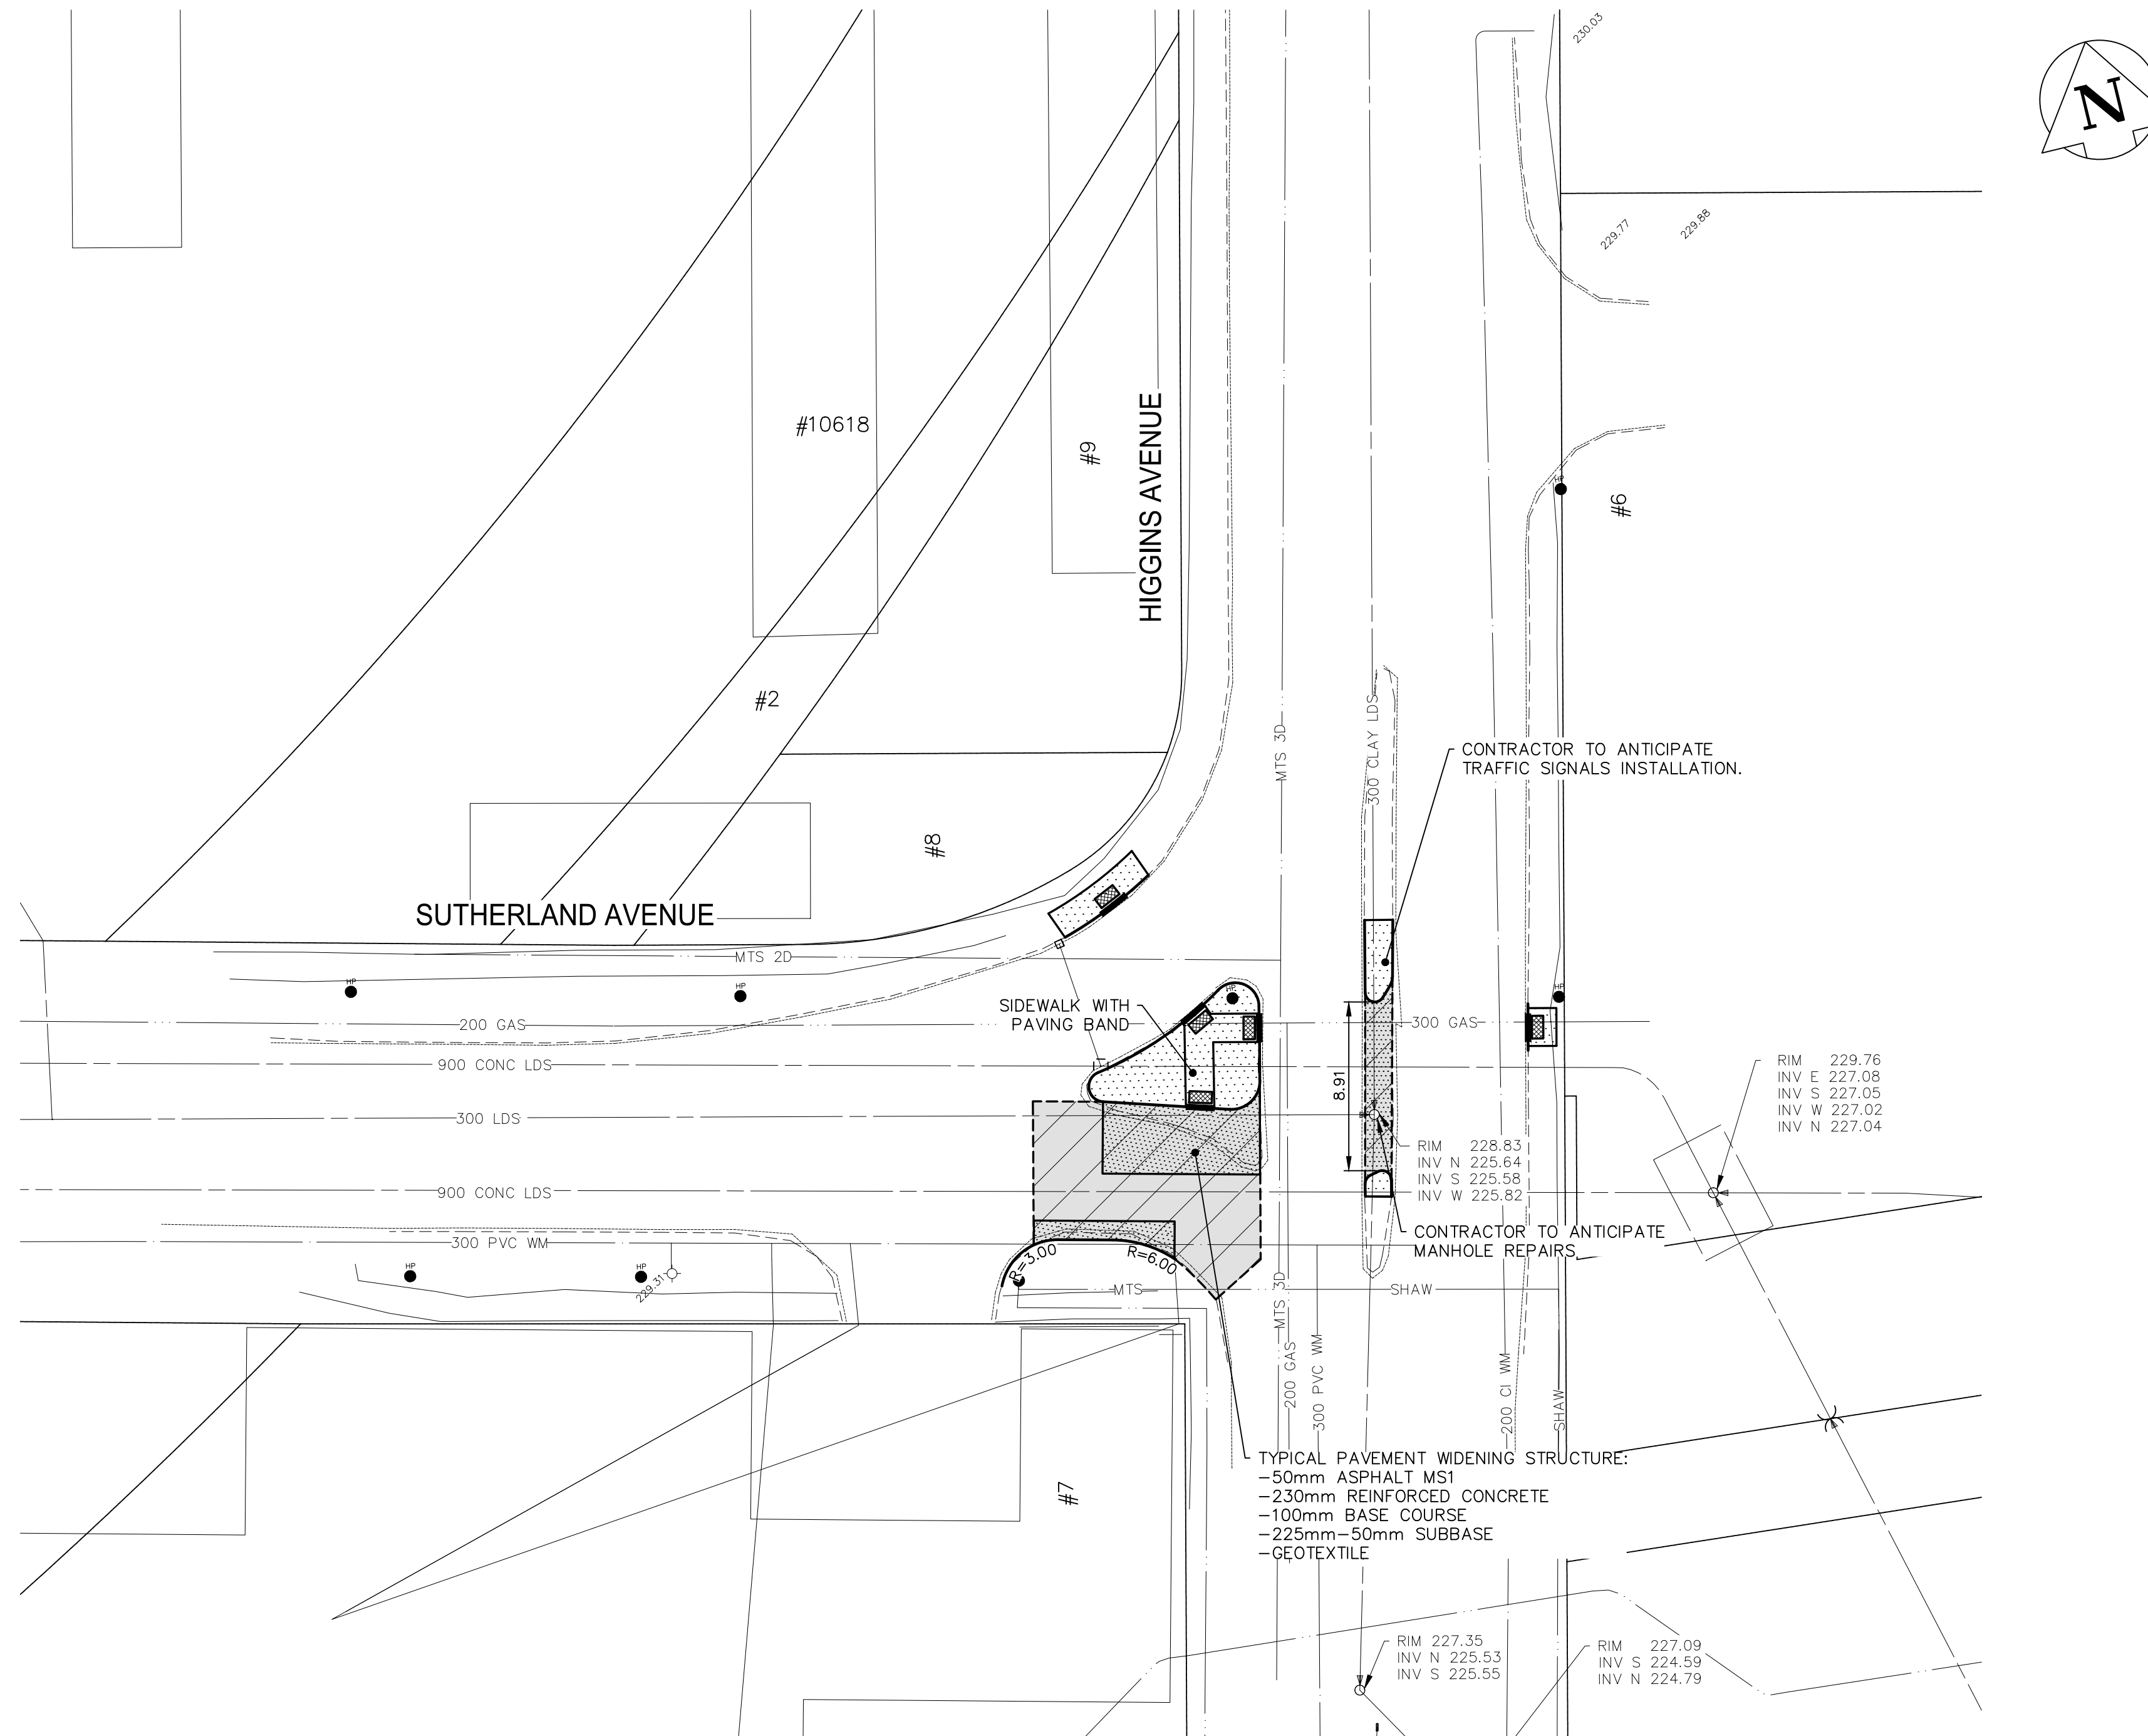 230.03
N
229.77
229.88
#10618
#9
HIGGINS AVENUE
HP
#6
#2
MTS 3D
300 CLAY LDS
CONTRACTOR TO ANTICIPATE
TRAFFIC SIGNALS INSTALLATION.
#8
SUTHERLAND AVENUE
MTS 2D
HP
HP
HP
HP
SIDEWALK WITH
PAVING BAND
200 GAS
300 GAS
900 CONC LDS
8.91
RIM 229.76
INV E 227.08
INV S 227.05
INV W 227.02
INV N 227.04
300 LDS
RIM 228.83
INV N 225.64
INV S 225.58
INV W 225.82
900 CONC LDS
CONTRACTOR TO ANTICIPATE
MANHOLE REPAIRS.
300 PVC WM
R=3.00
R=6.00
HP
HP
229.31
MTS
SHAW
MTS 3D
200 GAS
300 PVC WM
200 CI WM
SHAW
TYPICAL PAVEMENT WIDENING STRUCTURE:
-50mm ASPHALT MS1
-230mm REINFORCED CONCRETE
-100mm BASE COURSE
-225mm-50mm SUBBASE
-GEOTEXTILE
#7
RIM 227.35
INV N 225.53
INV S 225.55
RIM 227.09
INV S 224.59
INV N 224.79